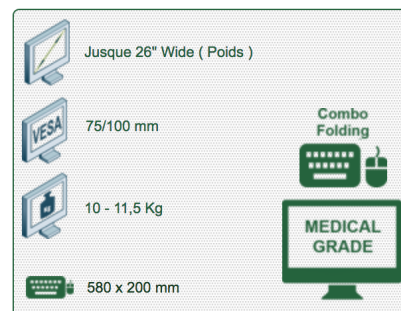 Jusque 26" Wide ( Poids )
VESA
75/100 mm
Combo
Folding
KG
10 - 11,5 Kg
MEDICAL
GRADE
580 x 200 mm